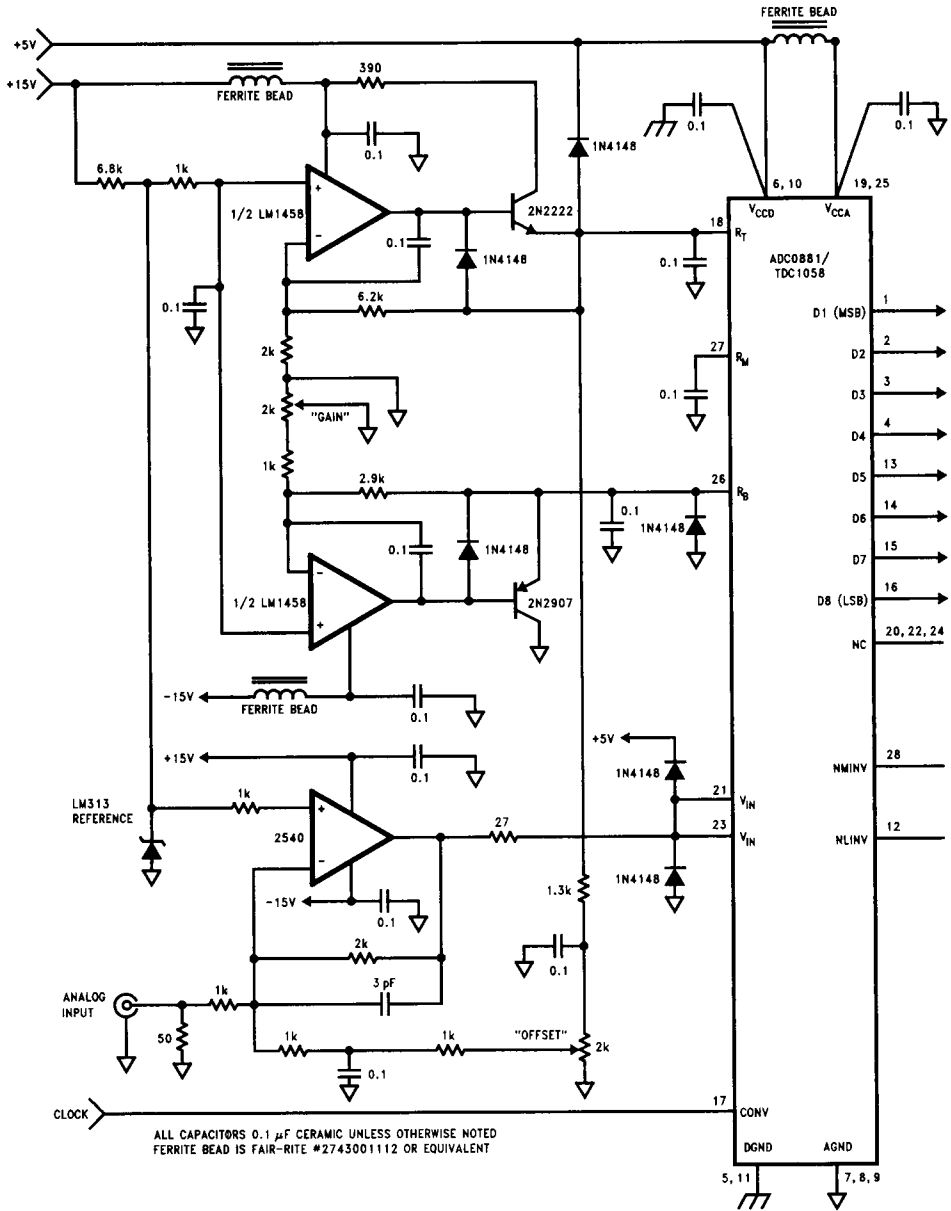 FERRITE BEAD
+5V
390
+15V
FERRITE BEAD
0.1
0.1
0.1
1N4148
6.8k
1k
6, 10
19, 25
+
VCCD
VCCA
1/2 LM1458
2N2222
18
RT
−
0.1
1N4148
0.1
ADC0881/
TDC1058
0.1
6.2k
1
D1 (MSB)
2k
27
RM
2
D2
2k
"GAIN"
0.1
3
D3
1k
4
D4
2.9k
26
RB
13
D5
0.1
1N4148
0.1
1N4148
14
D6
−
15
D7
1/2 LM1458
2N2907
16
D8 (LSB)
+
20, 22, 24
NC
−15V
FERRITE BEAD
0.1
+15V
0.1
+5V
1N4148
28
NMINV
LM313
REFERENCE
1k
+
21
VIN
2540
27
23
VIN
12
NLINV
−
1N4148
−15V
0.1
1.3k
2k
0.1
3 pF
ANALOG
INPUT
1k
50
1k
1k
"OFFSET"
2k
0.1
CLOCK
17
CONV
ALL CAPACITORS 0.1 μF CERAMIC UNLESS OTHERWISE NOTED
FERRITE BEAD IS FAIR-RITE #2743001112 OR EQUIVALENT
DGND
AGND
5, 11
7, 8, 9